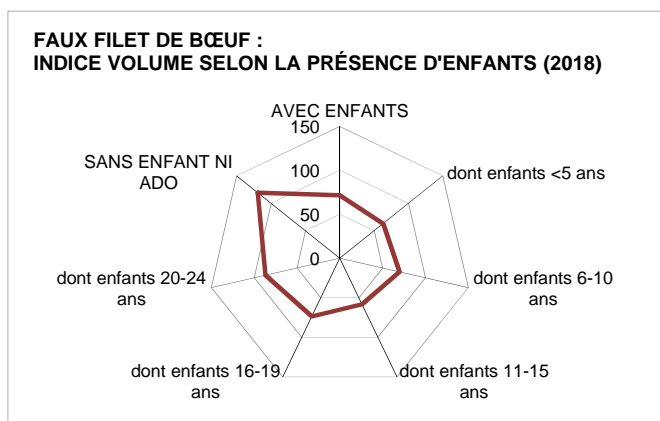 FAUX FILET DE BŒUF :
INDICE VOLUME SELON LA PRÉSENCE D'ENFANTS (2018)
AVEC ENFANTS
150
SANS ENFANT NI
ADO
100
dont enfants <5 ans
50
0
dont enfants 20-24
ans
dont enfants 6-10
ans
dont enfants 16-19
ans
dont enfants 11-15
ans